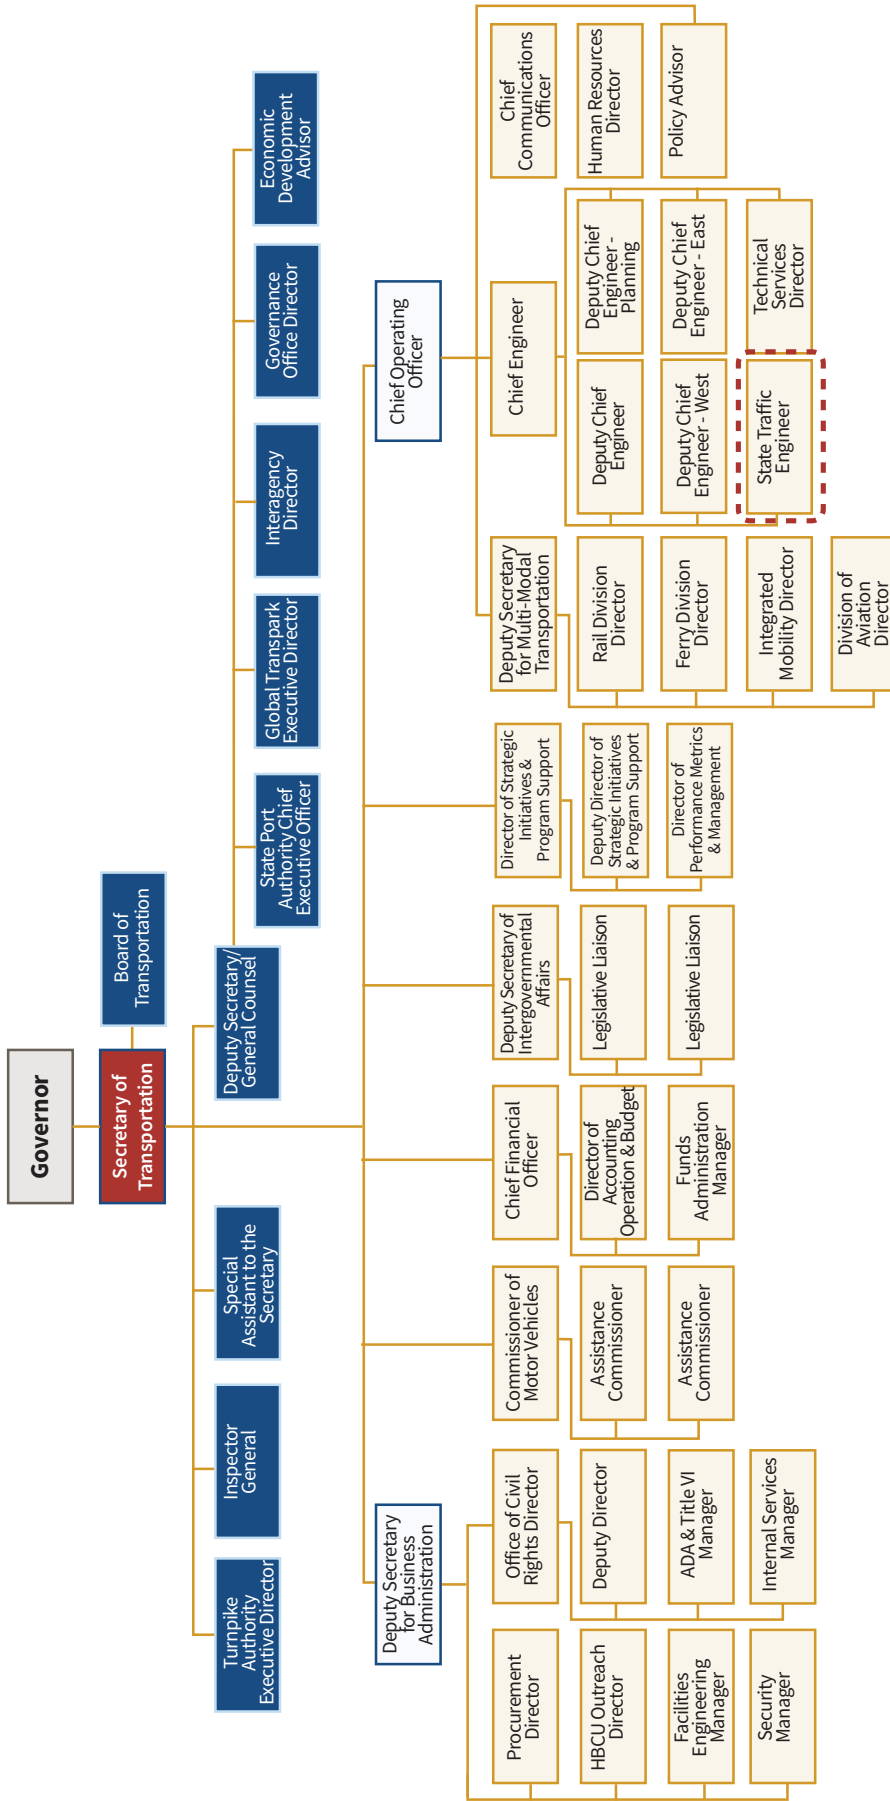 Governor
Secretary of
Transportation
Board of
Transportation
Turnpike
Authority
Executive Director
Inspector
General
Special
Assistant to the
Secretary
Deputy Secretary/
General Counsel
State Port
Authority Chief
Executive Officer
Global Transpark
Executive Director
Interagency
Director
Governance
Office Director
Economic
Development
Advisor
Deputy Secretary
for Business
Administration
Chief Operating
Officer
Procurement
Director
HBCU Outreach
Director
Facilities
Engineering
Manager
Security
Manager
Office of Civil
Rights Director
Deputy Director
ADA & Title VI
Manager
Internal Services
Manager
Commissioner of
Motor Vehicles
Assistance
Commissioner
Assistance
Commissioner
Chief Financial
Officer
Director of
Accounting
Operation & Budget
Funds
Administration
Manager
Deputy Secretary of
Intergovernmental
Affairs
Legislative Liaison
Legislative Liaison
Director of Strategic
Initiatives &
Program Support
Deputy Director of
Strategic Initiatives
& Program Support
Director of
Performance Metrics
& Management
Deputy Secretary
for Multi-Modal
Transportation
Rail Division
Director
Ferry Division
Director
Integrated
Mobility Director
Division of
Aviation
Director
Chief Engineer
Deputy Chief
Engineer
Deputy Chief
Engineer - West
State Traffic
Engineer
Deputy Chief
Engineer -
Planning
Deputy Chief
Engineer - East
Technical
Services
Director
Chief
Communications
Officer
Human Resources
Director
Policy Advisor